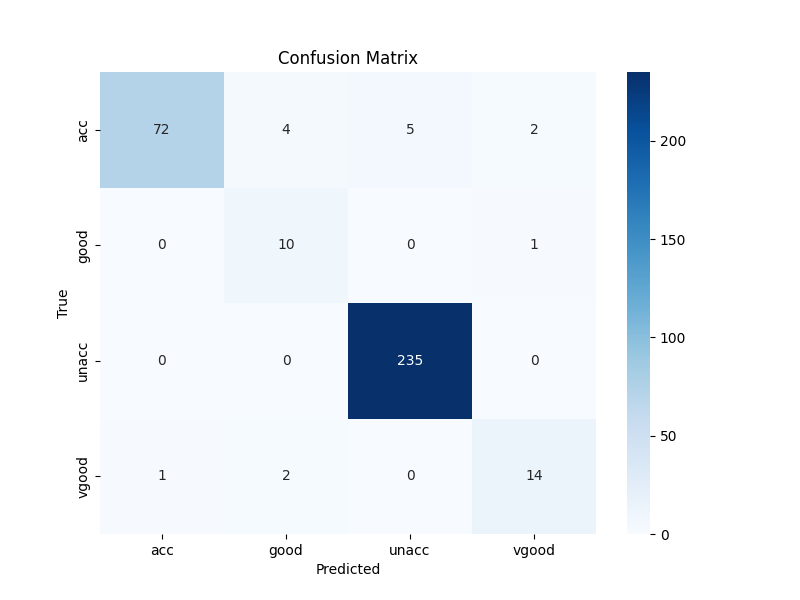 Confusion Matrix
acc 72 4 5 2
good 0 10 0 1
unacc 0 0 235 0
vgood 1 2 0 14
acc good unacc vgood
Predicted
True
200
150
100
50
0